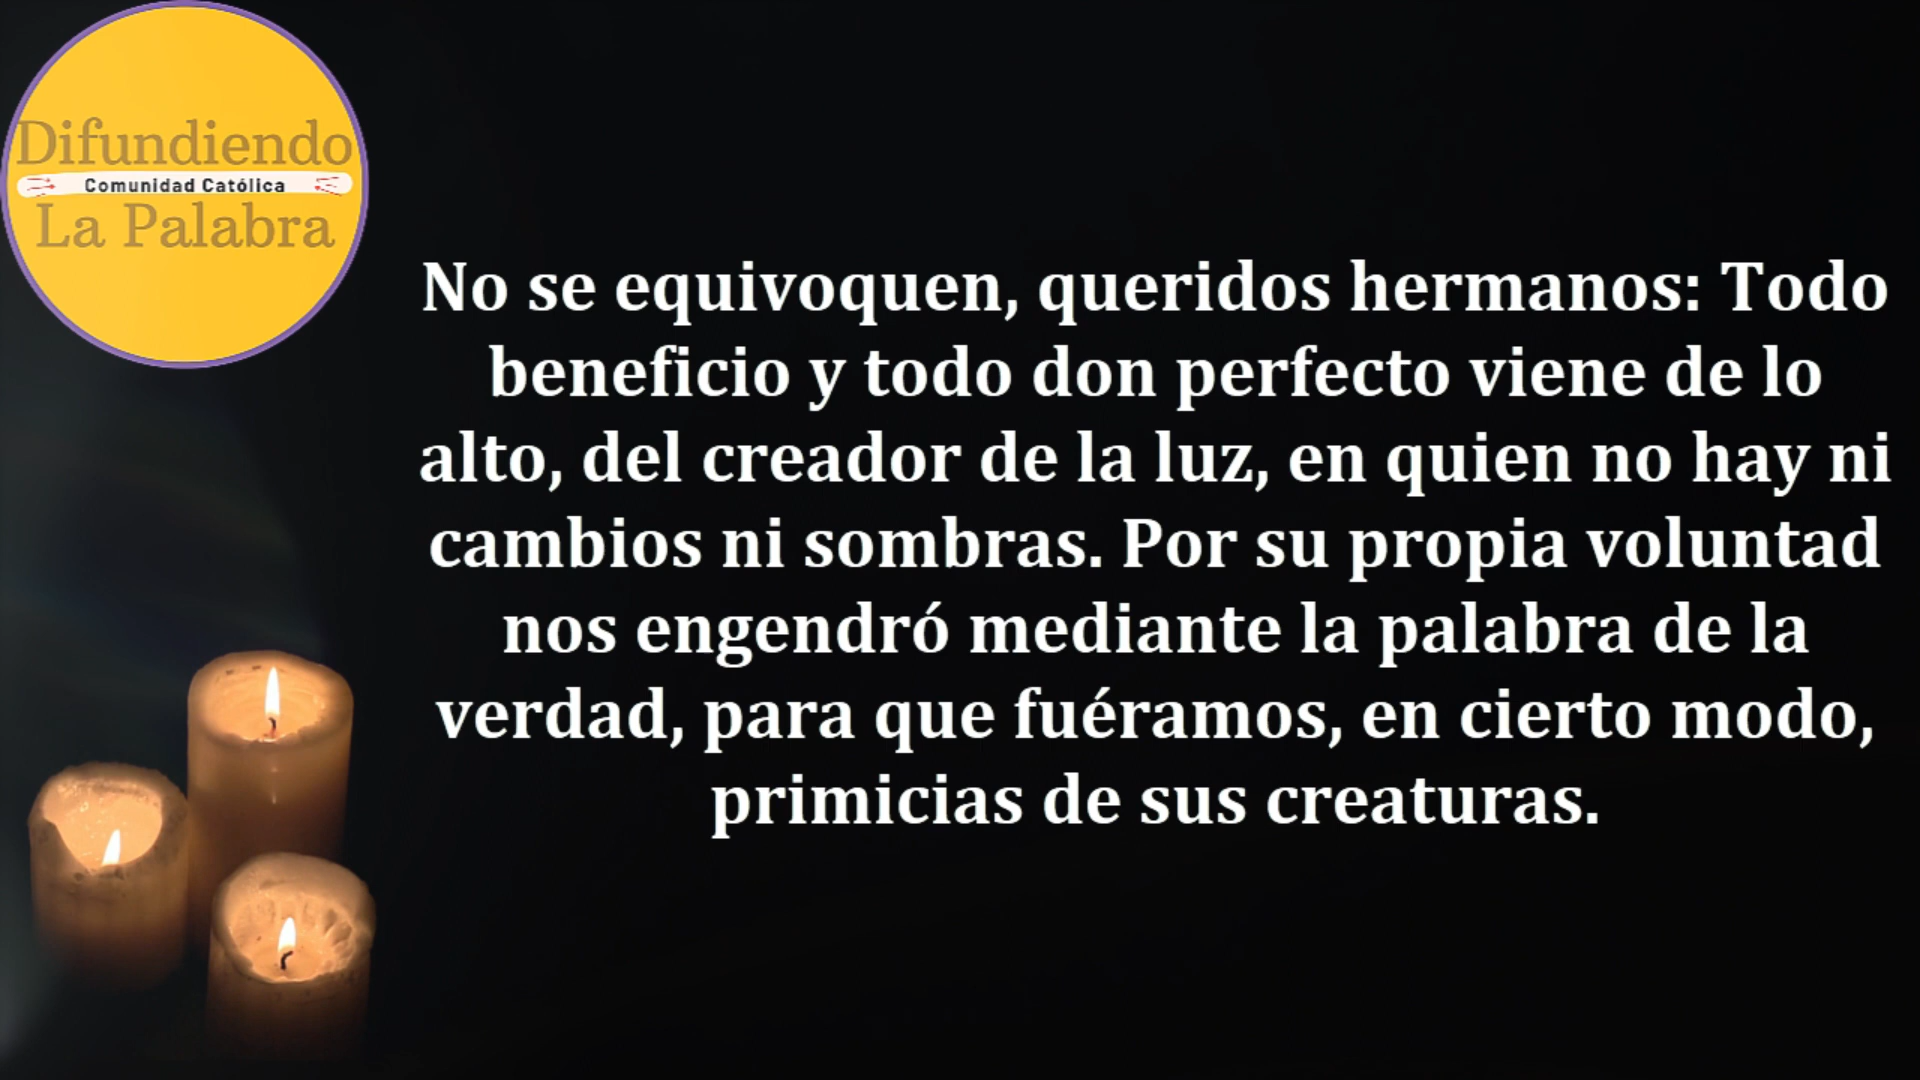 Difundiendo
Comunidad Católica
La Palabra
No se equivoquen, queridos hermanos: Todo
beneficio y todo don perfecto viene de lo
alto, del creador de la luz, en quien no hay ni
cambios ni sombras. Por su propia voluntad
nos engendró mediante la palabra de la
verdad, para que fuéramos, en cierto modo,
primicias de sus creaturas.